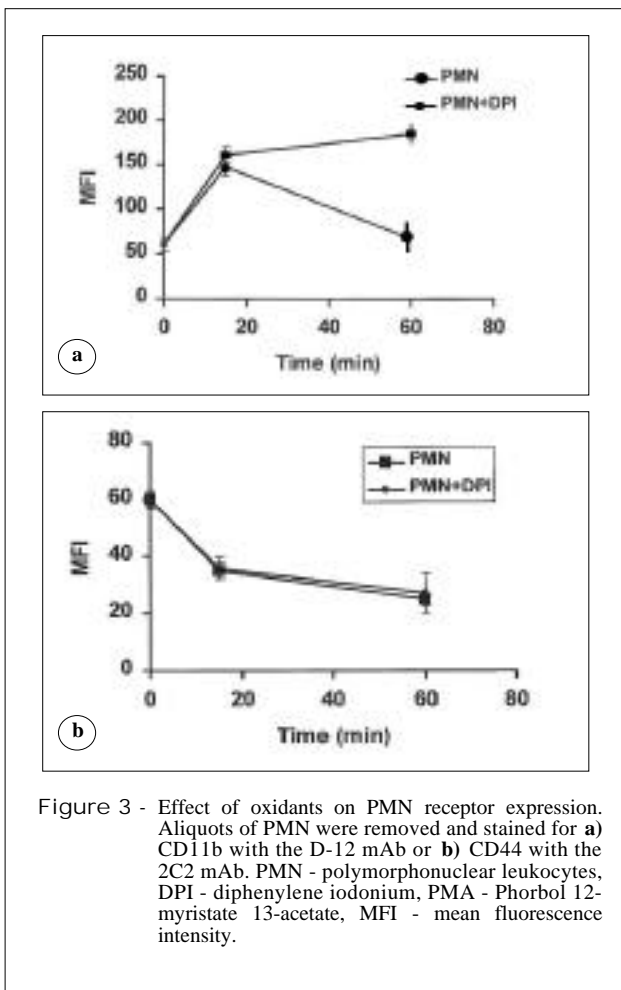 250
200
150
100
50
0
MFI
PMN
PMN+DPI
0 20 40 60 80
Time (min)
a
80
60
40
20
0
MFI
PMN
PMN+DPI
0 20 40 60 80
Time (min)
b
Figure 3 - Effect of oxidants on PMN receptor expression.
Aliquots of PMN were removed and stained for a)
CD11b with the D-12 mAb or b) CD44 with the
2C2 mAb. PMN - polymorphonuclear leukocytes,
DPI - diphenylene iodonium, PMA - Phorbol 12-
myristate 13-acetate, MFI - mean fluorescence
intensity.